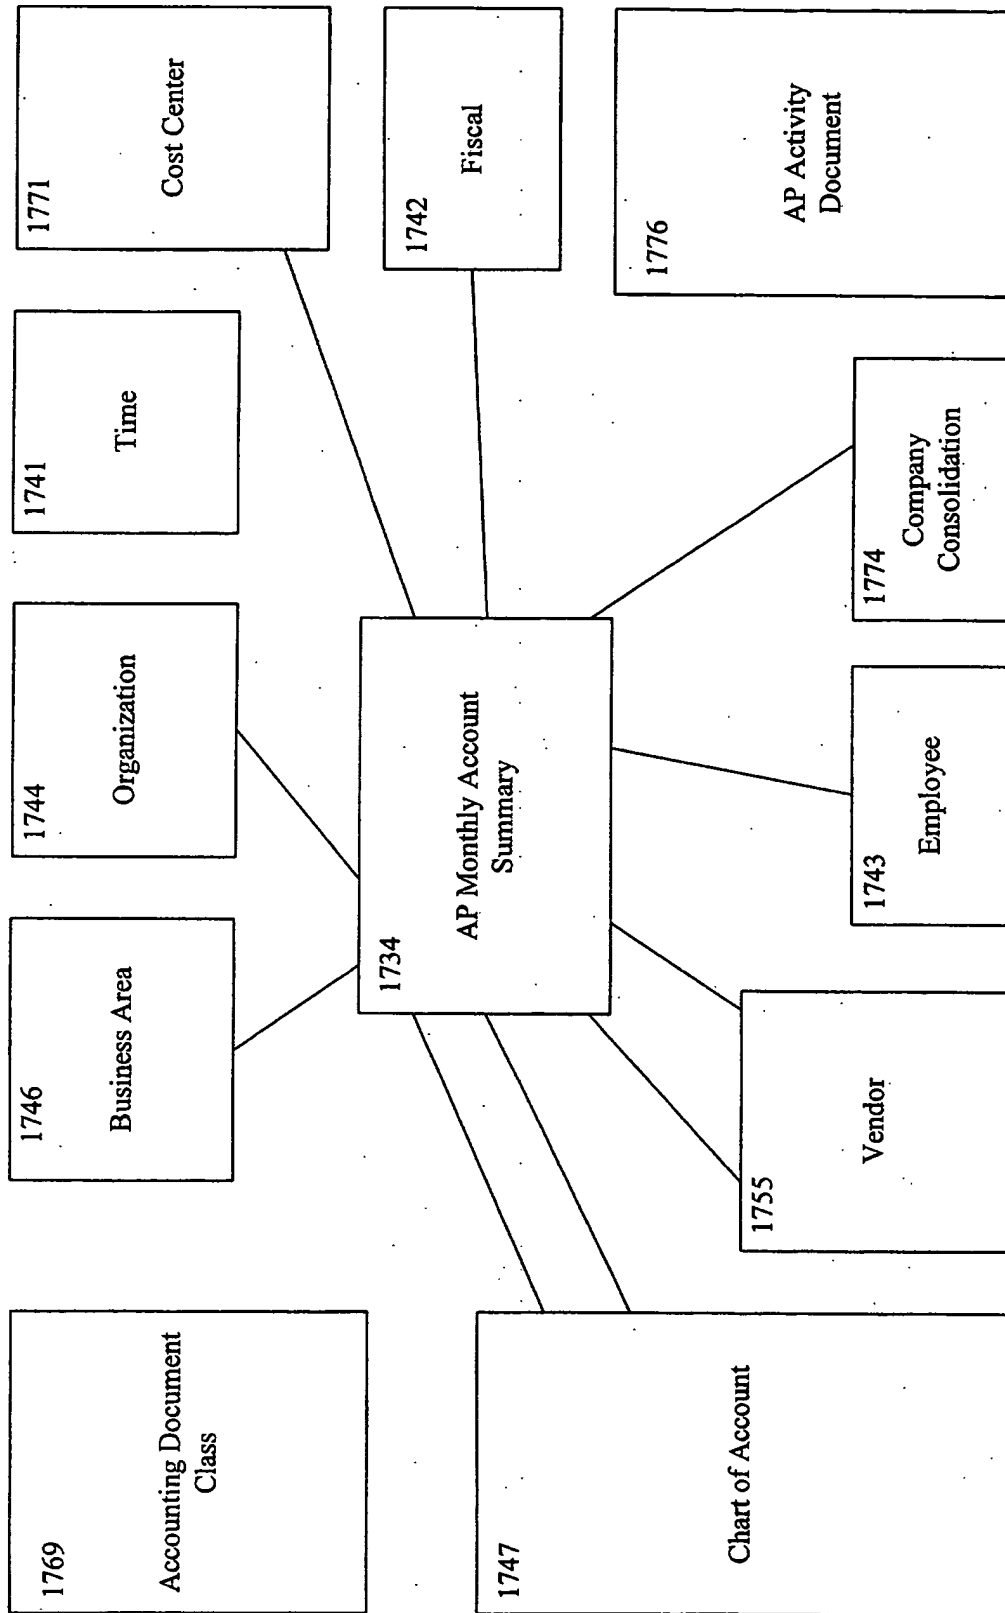 1769
Accounting Document
Class
1746
Business Area
1744
Organization
1741
Time
1771
Cost Center
1734
AP Monthly Account
Summary
1742
Fiscal
1747
Chart of Account
1755
Vendor
1743
Employee
1774
Company
Consolidation
1776
AP Activity
Document